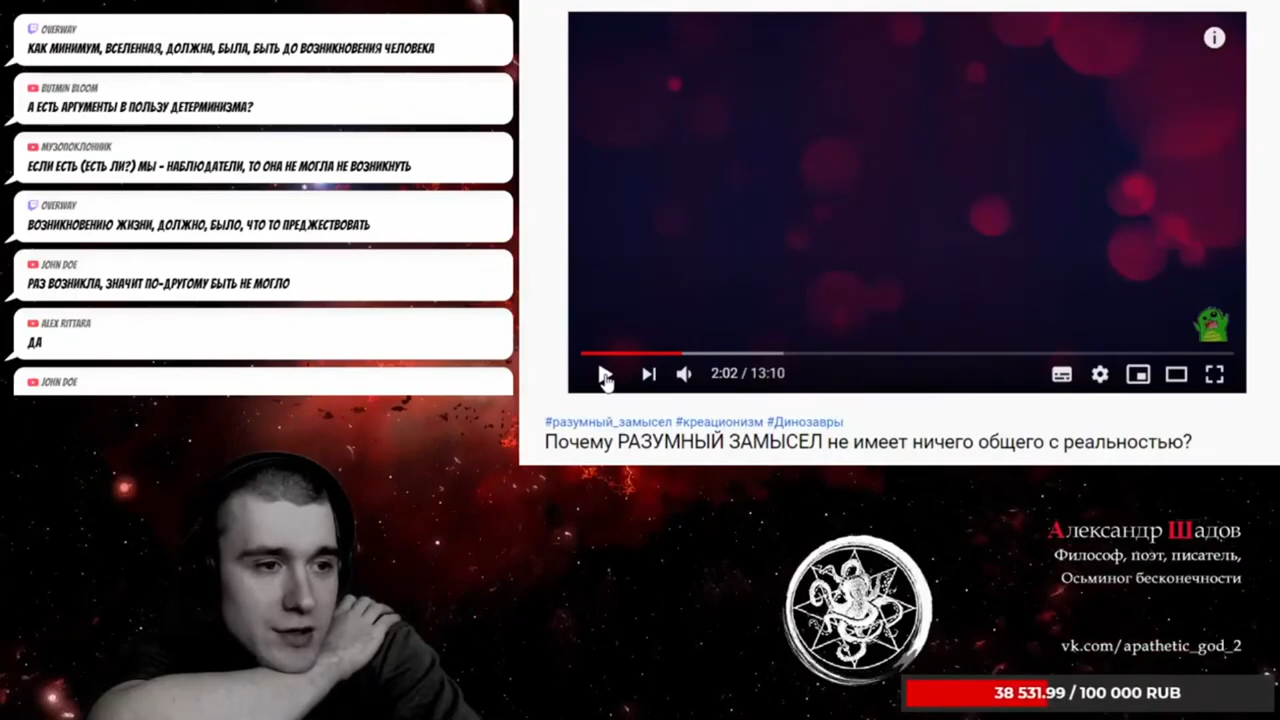 OVERWAY
КАК МИНИМУМ, ВСЕЛЕННАЯ, ДОЛЖНА, БЫЛА, БЫТЬ ДО ВОЗНИКНОВЕНИЯ ЧЕЛОВЕКА
BUTMIN BLOOM
А ЕСТЬ АРГУМЕНТЫ В ПОЛЬЗУ ДЕТЕРМИНИЗМА?
МУЗОПОКЛОННИК
ЕСЛИ ЕСТЬ (ЕСТЬ ЛИ?) МЫ - НАБЛЮДАТЕЛИ, ТО ОНА НЕ МОГЛА НЕ ВОЗНИКНУТЬ
OVERWAY
ВОЗНИКНОВЕНИЮ ЖИЗНИ, ДОЛЖНО, БЫЛО, ЧТО ТО ПРЕДЖЕСТВОВАТЬ
JOHN DOE
РАЗ ВОЗНИКЛА, ЗНАЧИТ ПО-ДРУГОМУ БЫТЬ НЕ МОГЛО
ALEX RITTARA
ДА
JOHN DOE
2:02 / 13:10
#разумный_замысел #креационизм #Динозавры
Почему РАЗУМНЫЙ ЗАМЫСЕЛ не имеет ничего общего с реальностью?
Александр Шадов
Философ, поэт, писатель,
Осьминог бесконечности
vk.com/apathetic_god_2
38 531.99 / 100 000 RUB